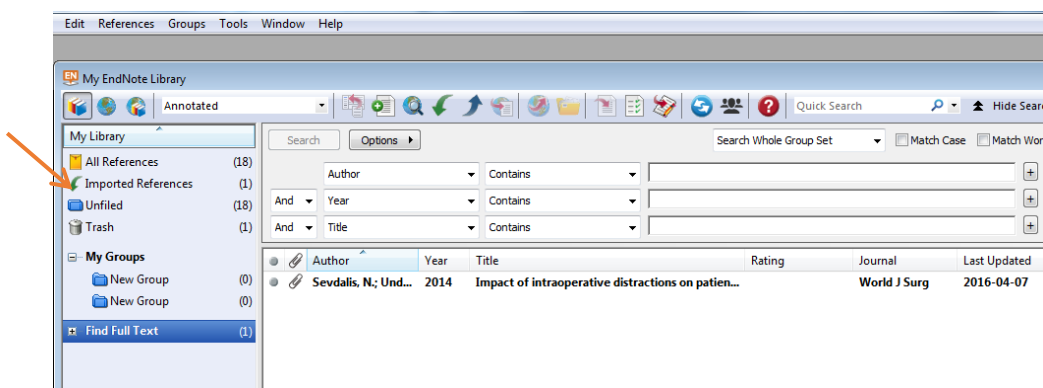 Edit References Groups Tools Window Help
EN My EndNote Library
Annotated Quick Search Hide Sear
My Library
All References (18)
Imported References (1)
Unfiled (18)
Trash (1)
My Groups
New Group (0)
New Group (0)
Find Full Text (1)
Search Options Search Whole Group Set Match Case Match Wor
Author Contains
And Year Contains
And Title Contains
Author Year Title Rating Journal Last Updated
Sevdalis, N.; Und... 2014 Impact of intraoperative distractions on patien... World J Surg 2016-04-07